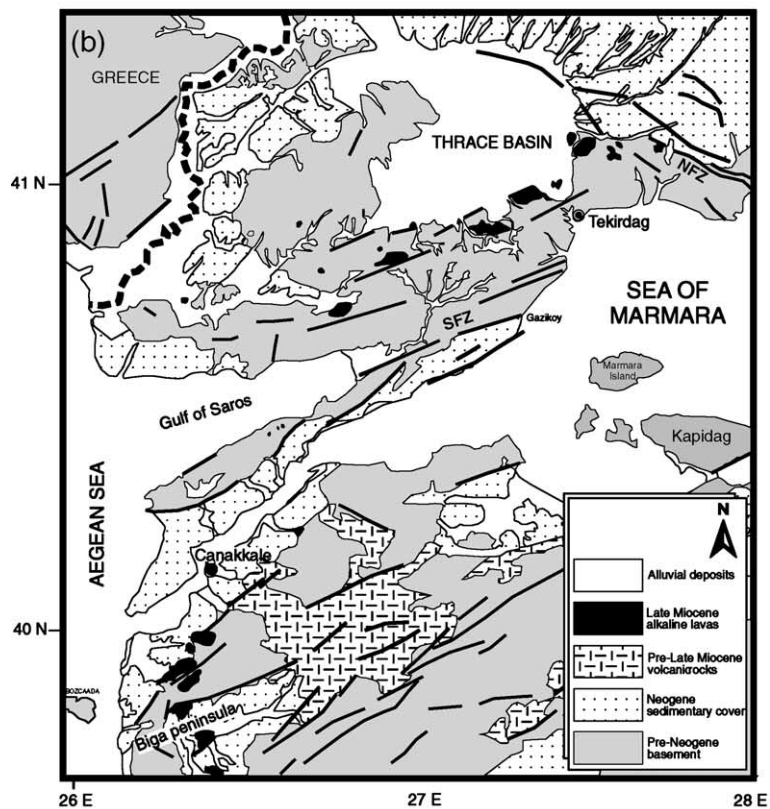 (b)
GREECE
THRACE BASIN
NFZ
41 N
Tekirdag
SEA OF
MARMARA
SFZ
Gazikoy
Marmara
Island
Gulf of Saros
Kapidag
AEGEAN SEA
Canakkale
N
Alluvial deposits
Late Miocene
alkaline lavas
40 N
Pre-Late Miocene
volcanicrocks
BOZCAADA
Neogene
sedimentary cover
Biga peninsula
Pre-Neogene
basement
26 E
27 E
28 E